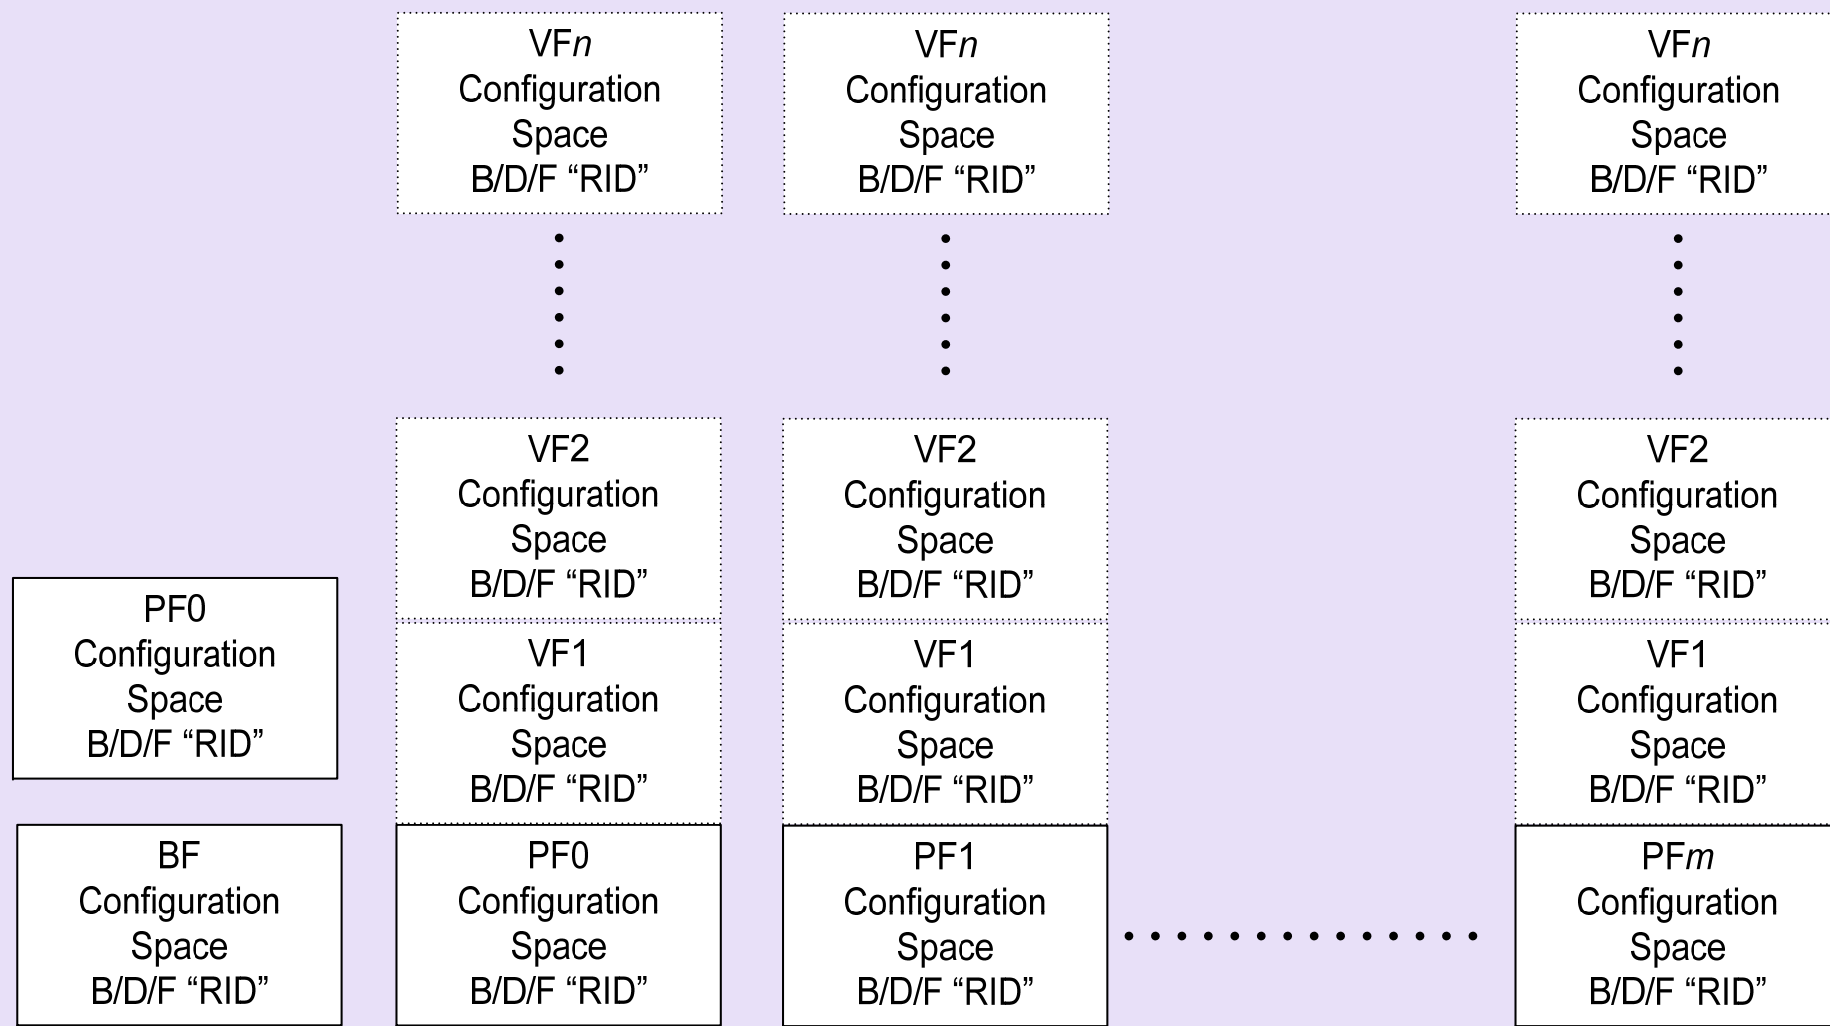 VFn
Configuration
Space
B/D/F “RID”
VFn
Configuration
Space
B/D/F “RID”
VFn
Configuration
Space
B/D/F “RID”
VF2
Configuration
Space
B/D/F “RID”
VF2
Configuration
Space
B/D/F “RID”
VF2
Configuration
Space
B/D/F “RID”
PF0
Configuration
Space
B/D/F “RID”
VF1
Configuration
Space
B/D/F “RID”
VF1
Configuration
Space
B/D/F “RID”
VF1
Configuration
Space
B/D/F “RID”
BF
Configuration
Space
B/D/F “RID”
PF0
Configuration
Space
B/D/F “RID”
PF1
Configuration
Space
B/D/F “RID”
PFm
Configuration
Space
B/D/F “RID”